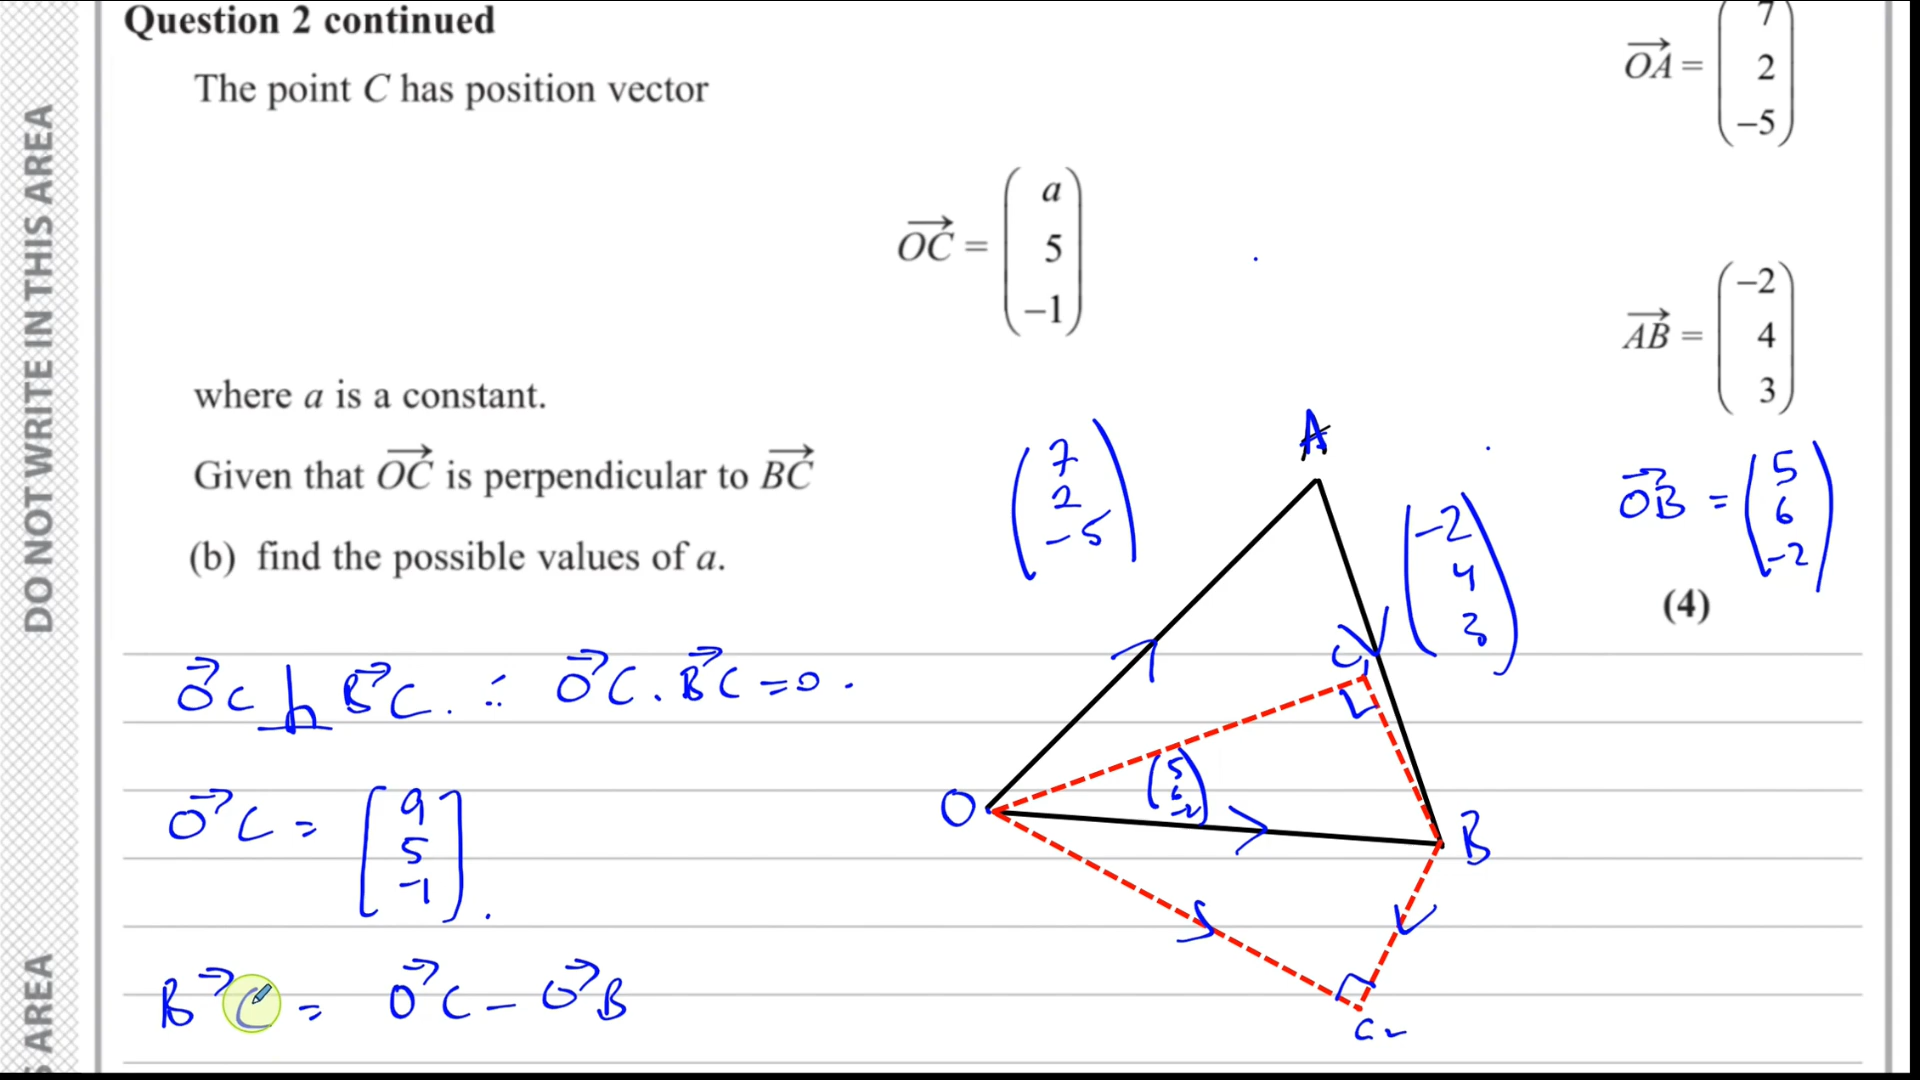 Question 2 continued
The point C has position vector
OC = ( a 5 −1 )
where a is a constant.
Given that OC is perpendicular to BC
(b) find the possible values of a.
(4)
OA = ( 7 2 −5 )
AB = ( −2 4 3 )
OB = ( 5 6 −2 )
OC ⊥ BC. ∴ OC . BC = 0 .
OC = [ a 5 −1 ] .
BC = OC − OB
A
( 7 2 −5 )
( −2 4 3 )
C1
( 5 6 −2 )
O
B
C2
DO NOT WRITE IN THIS AREA
S AREA